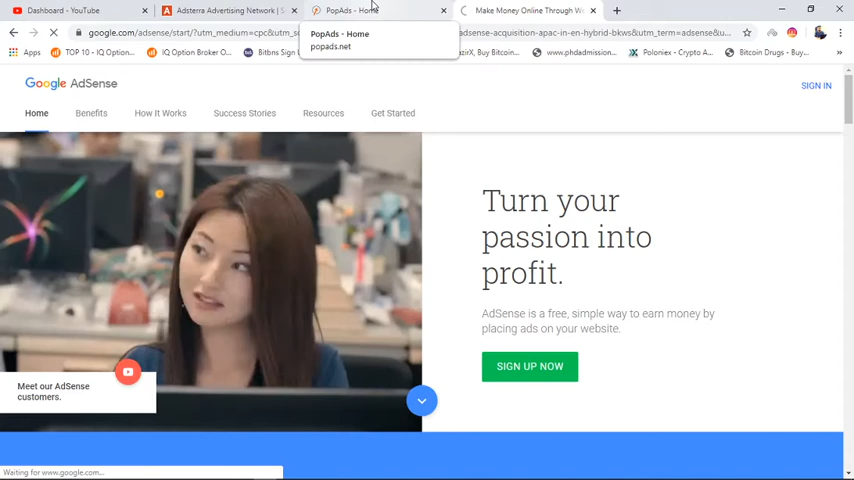 Dashboard - YouTube
Adsterra Advertising Network | S
PopAds - Home
Make Money Online Through We
google.com/adsense/start/?utm_medium=cpc&utm_s
adsense-acquisition-apac-in-en-hybrid-bkws&utm_term=adsense&u...
PopAds - Home
popads.net
Apps
TOP 10 - IQ Option...
IQ Option Broker O...
Bitbns Sign
www.phdadmission...
Poloniex - Crypto A...
Bitcoin Drugs - Buy...
Google AdSense
SIGN IN
Home
Benefits
How It Works
Success Stories
Resources
Get Started
Turn your
passion into
profit.
AdSense is a free, simple way to earn money by
placing ads on your website.
SIGN UP NOW
Meet our AdSense
customers.
Waiting for www.google.com...